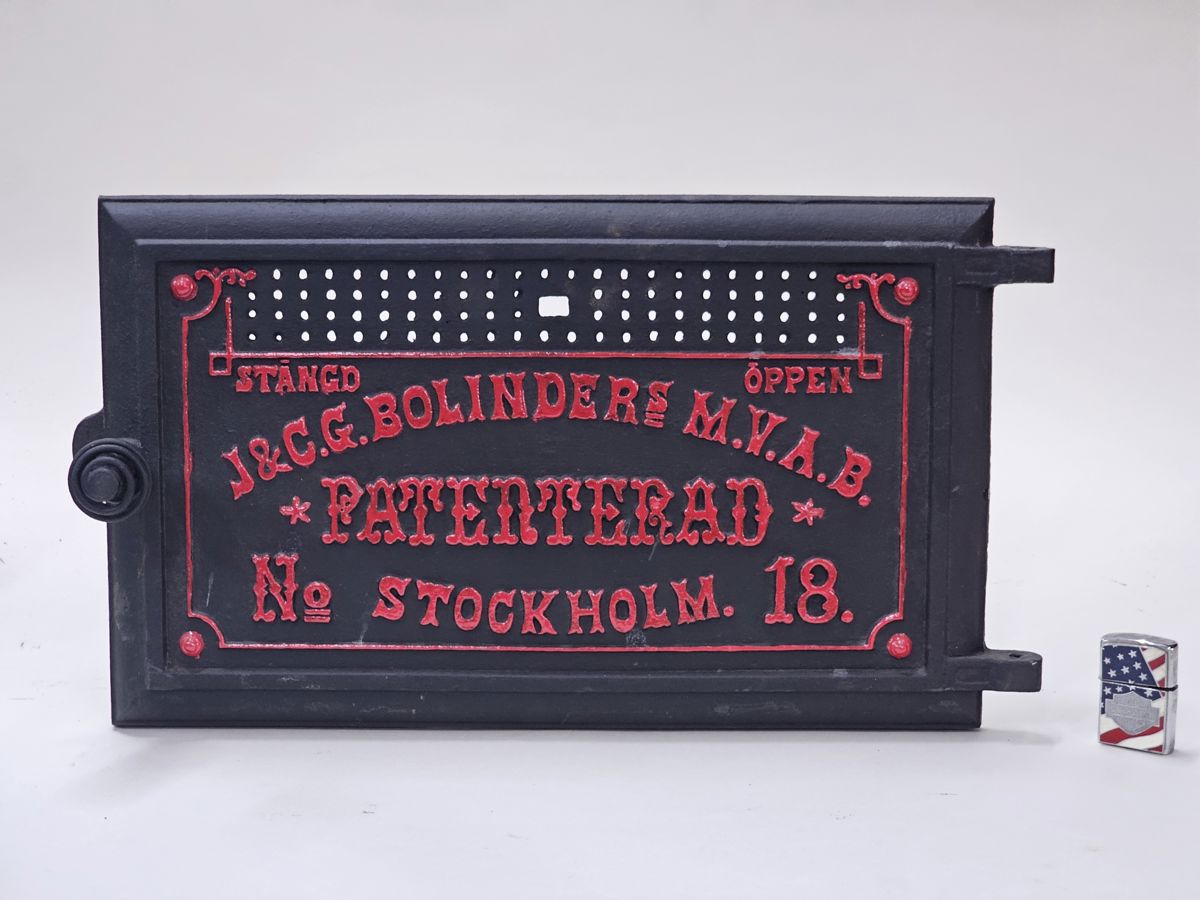 STÄNGD ÖPPEN
J & C. G. BOLINDERS M. V. A. B.
* PATENTERAD *
No STOCKHOLM. 18.